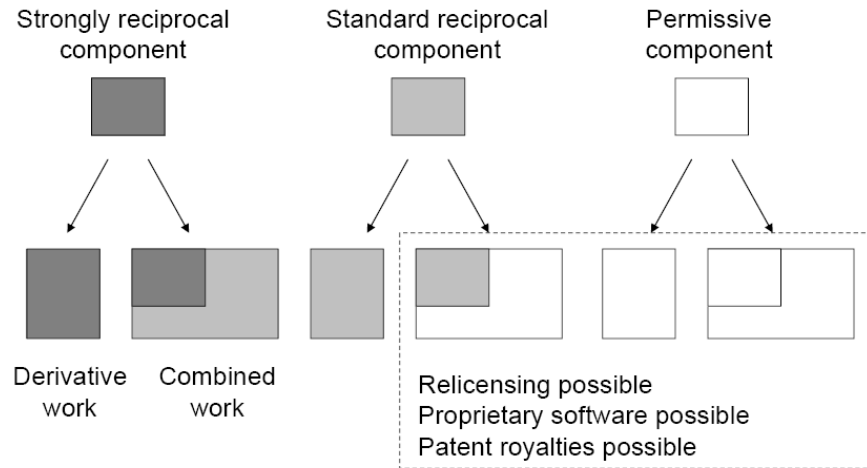 Strongly reciprocal
component
Standard reciprocal
component
Permissive
component
Derivative
work
Combined
work
Relicensing possible
Proprietary software possible
Patent royalties possible